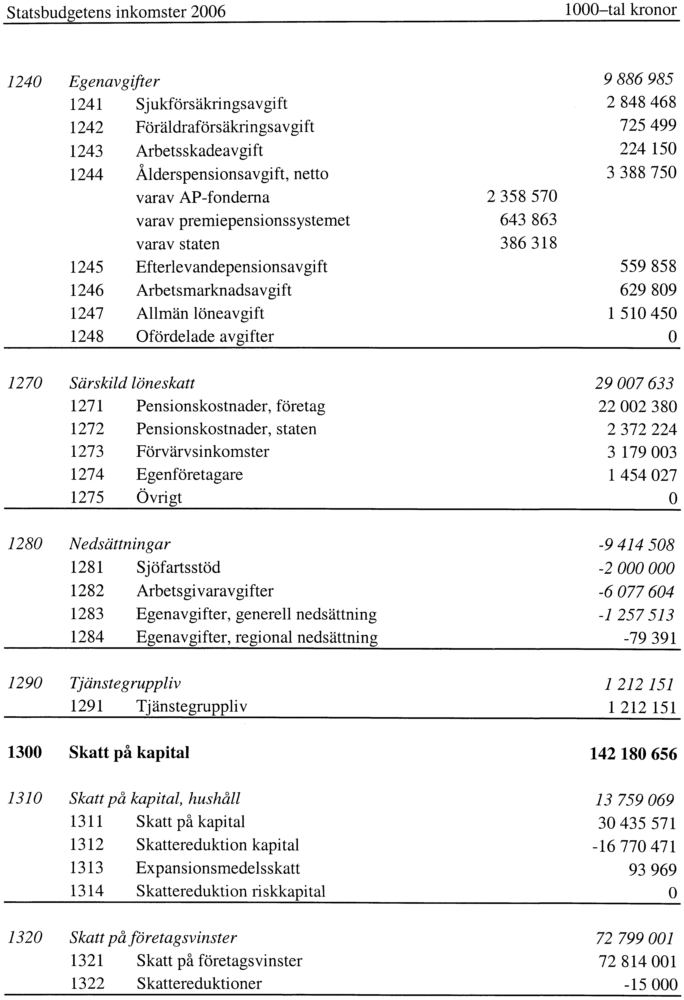 Statsbudgetens inkomster 2006 1000–tal kronor
1240 Egenavgifter 9 886 985
1241 Sjukförsäkringsavgift 2 848 468
1242 Föräldraförsäkringsavgift 725 499
1243 Arbetsskadeavgift 224 150
1244 Ålderspensionsavgift, netto 3 388 750
varav AP-fonderna 2 358 570
varav premiepensionssystemet 643 863
varav staten 386 318
1245 Efterlevandepensionsavgift 559 858
1246 Arbetsmarknadsavgift 629 809
1247 Allmän löneavgift 1 510 450
1248 Ofördelade avgifter 0
1270 Särskild löneskatt 29 007 633
1271 Pensionskostnader, företag 22 002 380
1272 Pensionskostnader, staten 2 372 224
1273 Förvärvsinkomster 3 179 003
1274 Egenföretagare 1 454 027
1275 Övrigt 0
1280 Nedsättningar -9 414 508
1281 Sjöfartsstöd -2 000 000
1282 Arbetsgivaravgifter -6 077 604
1283 Egenavgifter, generell nedsättning -1 257 513
1284 Egenavgifter, regional nedsättning -79 391
1290 Tjänstegruppliv 1 212 151
1291 Tjänstegruppliv 1 212 151
1300 Skatt på kapital 142 180 656
1310 Skatt på kapital, hushåll 13 759 069
1311 Skatt på kapital 30 435 571
1312 Skattereduktion kapital -16 770 471
1313 Expansionsmedelsskatt 93 969
1314 Skattereduktion riskkapital 0
1320 Skatt på företagsvinster 72 799 001
1321 Skatt på företagsvinster 72 814 001
1322 Skattereduktioner -15 000